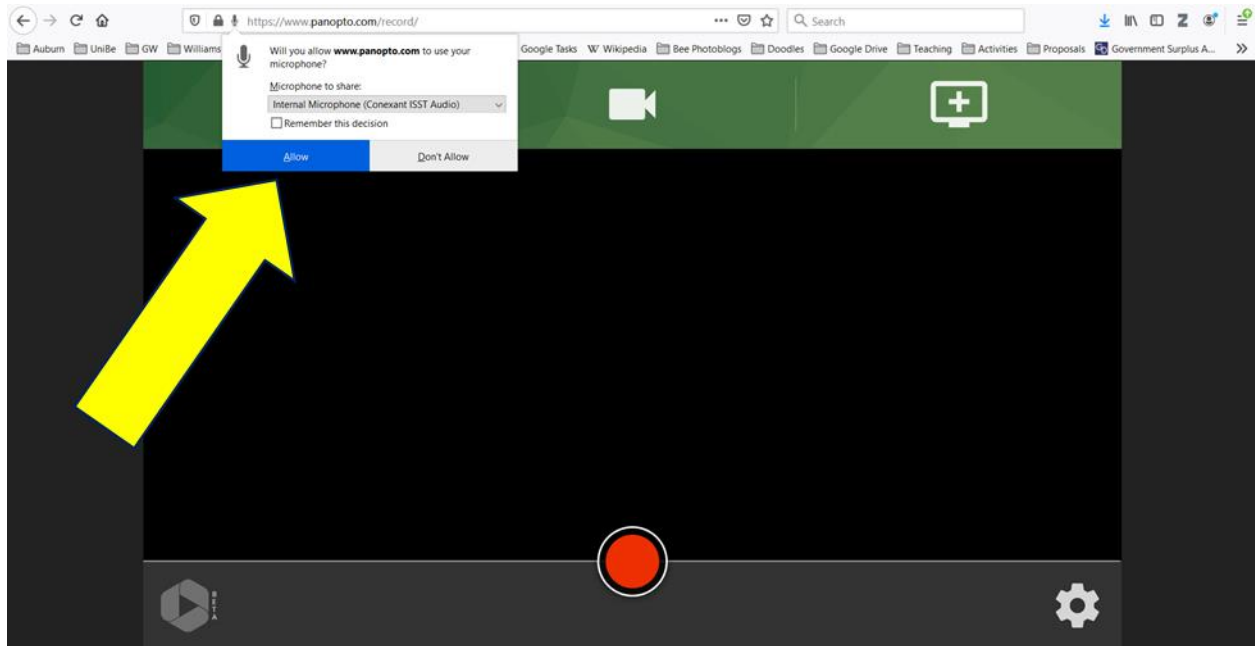 https://www.panopto.com/record/
Search
Auburn UniBe GW Williams Google Tasks W Wikipedia Bee Photoblogs Doodles Google Drive Teaching Activities Proposals Government Surplus A...
Will you allow www.panopto.com to use your
microphone?
Microphone to share:
Internal Microphone (Conexant ISST Audio)
Remember this decision
Allow Don't Allow
BETA